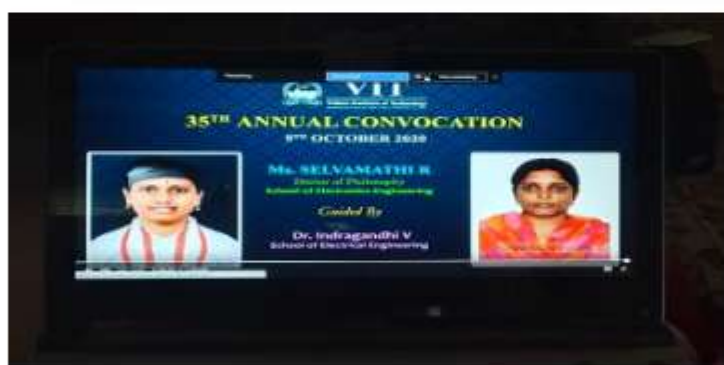 VIT
35TH ANNUAL CONVOCATION
9TH OCTOBER 2020
Ms. SELVAMATHI R
Doctor of Philosophy
School of Electronics Engineering
Guided By
Dr. Indragandhi V
School of Electrical Engineering